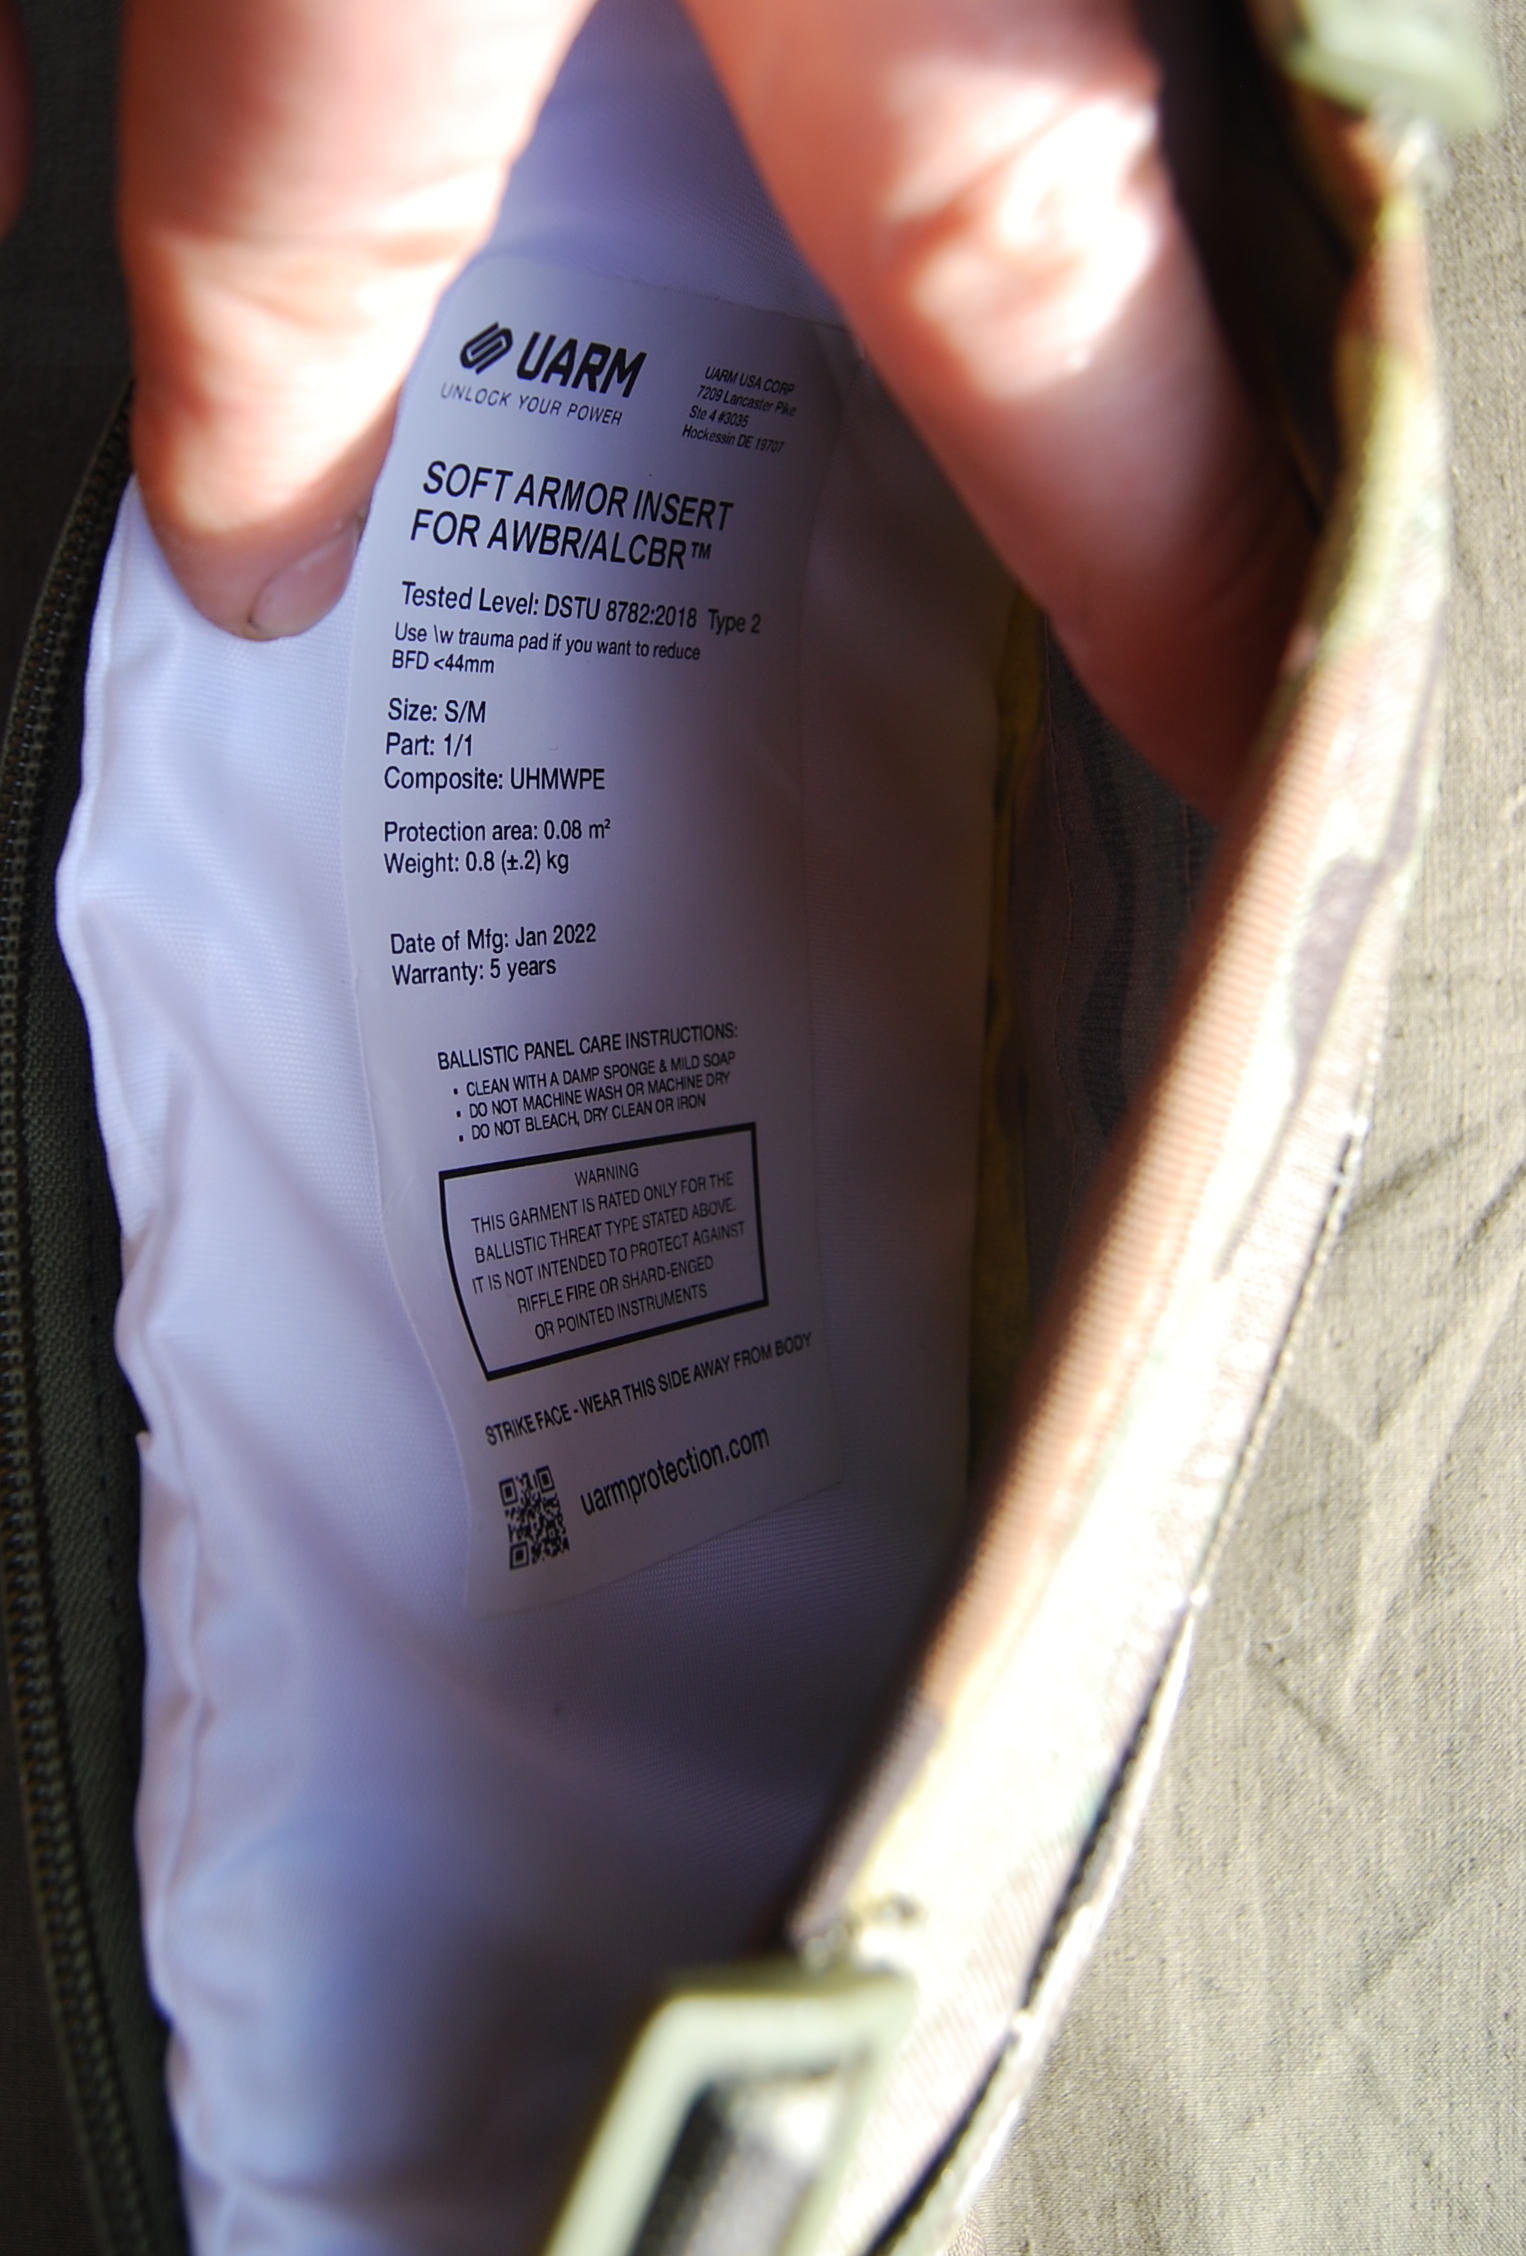 UARM
UNLOCK YOUR POWER
UARM USA CORP
7209 Lancaster Pike
Ste 4 #3035
Hockessin DE 19707
SOFT ARMOR INSERT
FOR AWBR/ALCBR™
Tested Level: DSTU 8782:2018 Type 2
Use \w trauma pad if you want to reduce
BFD <44mm
Size: S/M
Part: 1/1
Composite: UHMWPE
Protection area: 0.08 m²
Weight: 0.8 (±.2) kg
Date of Mfg: Jan 2022
Warranty: 5 years
BALLISTIC PANEL CARE INSTRUCTIONS:
• CLEAN WITH A DAMP SPONGE & MILD SOAP
• DO NOT MACHINE WASH OR MACHINE DRY
• DO NOT BLEACH, DRY CLEAN OR IRON
WARNING
THIS GARMENT IS RATED ONLY FOR THE
BALLISTIC THREAT TYPE STATED ABOVE.
IT IS NOT INTENDED TO PROTECT AGAINST
RIFFLE FIRE OR SHARD-ENGED
OR POINTED INSTRUMENTS
STRIKE FACE - WEAR THIS SIDE AWAY FROM BODY
uarmprotection.com